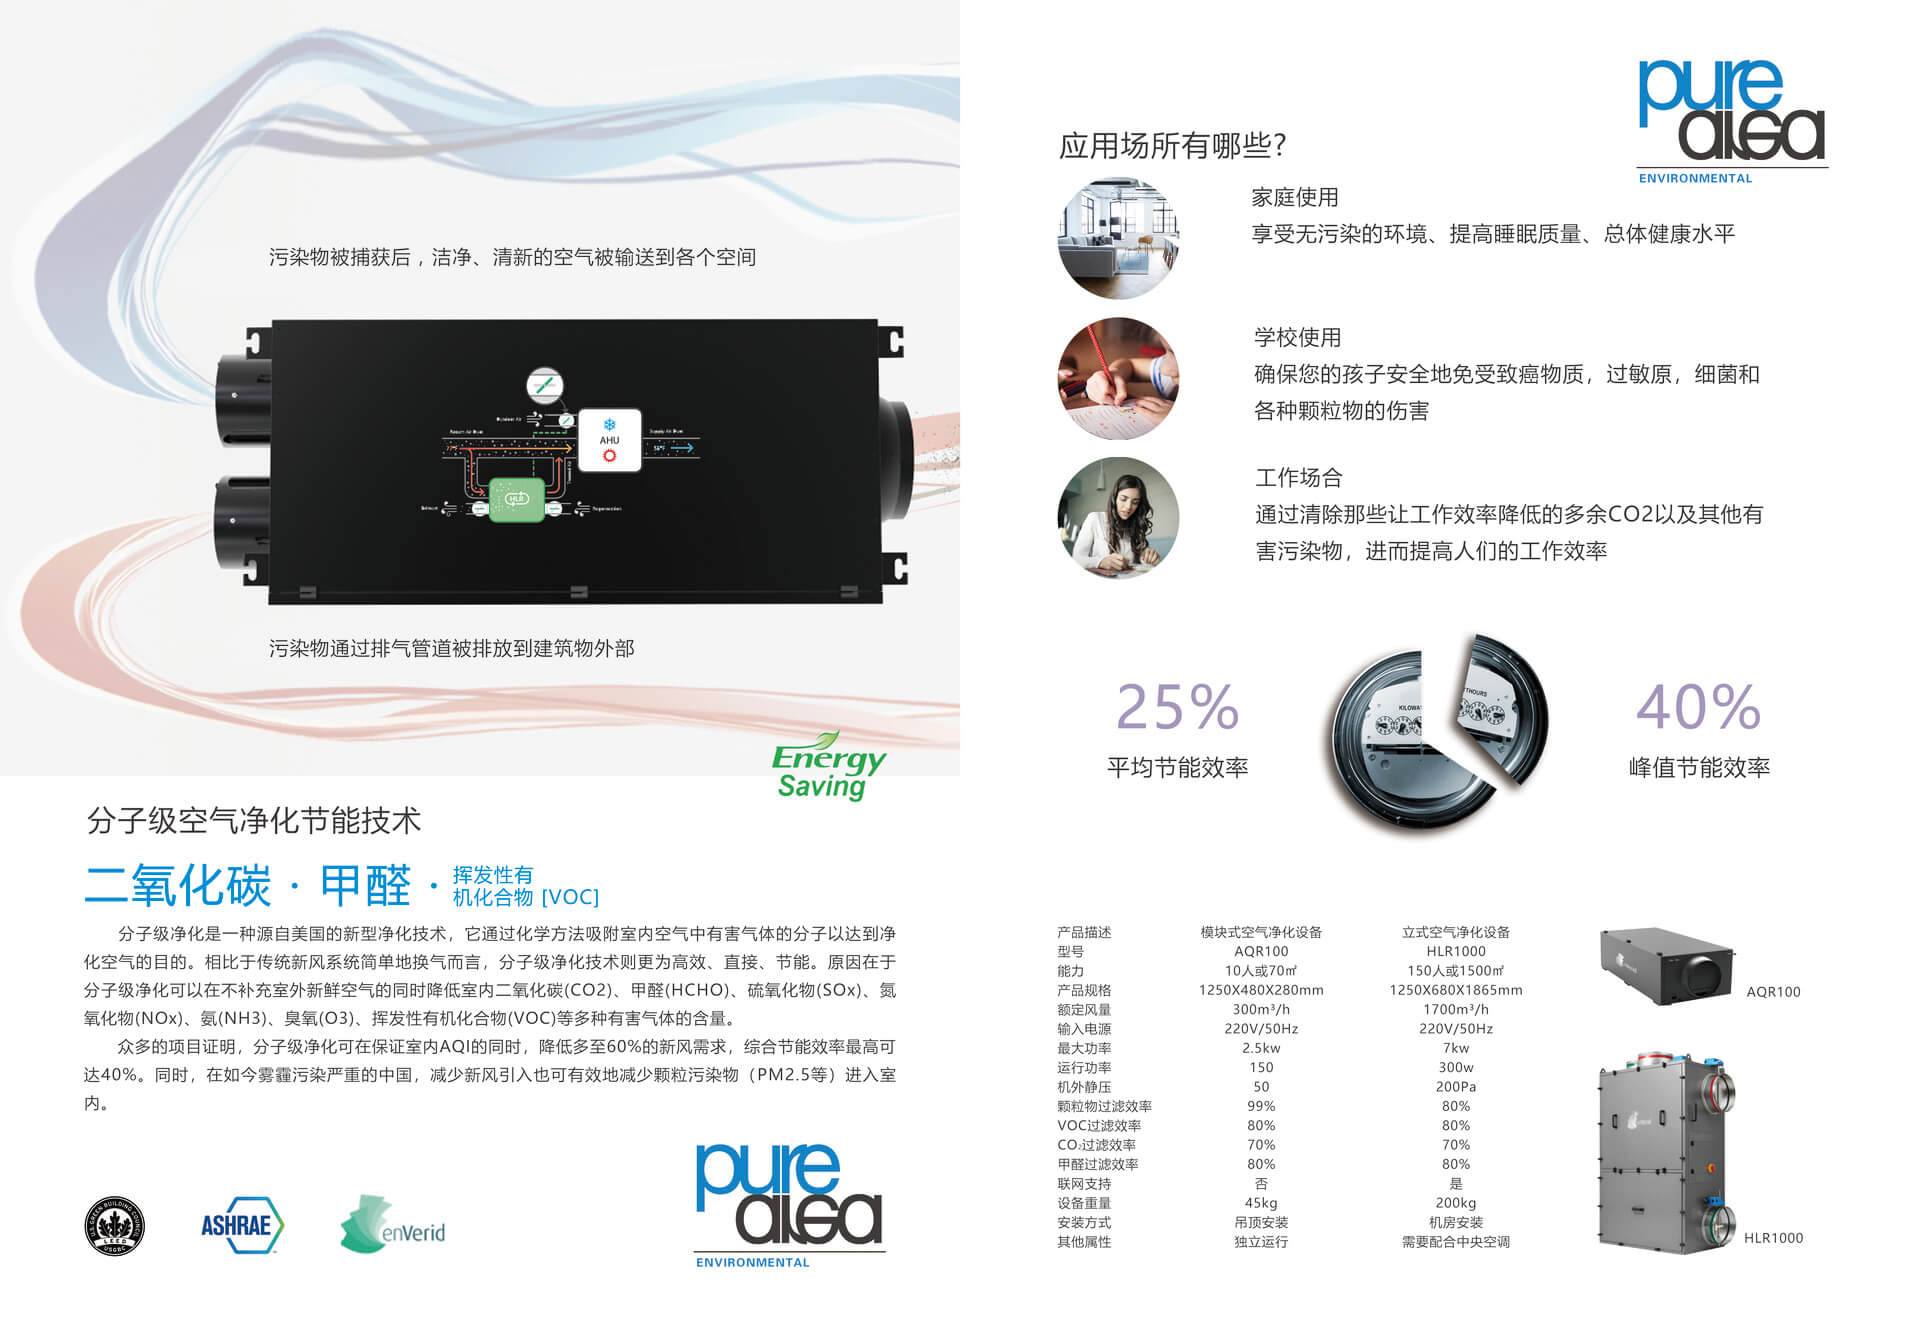 污染物被捕获后，洁净、清新的空气被输送到各个空间
Outdoor Air
Return Air Duct
Supply Air Duct
77°F
AHU
55°F
HLR
Treated Air
Exhaust
Regeneration
污染物通过排气管道被排放到建筑物外部
Energy
Saving
分子级空气净化节能技术
二氧化碳 · 甲醛 · 挥发性有
机化合物 [VOC]
分子级净化是一种源自美国的新型净化技术，它通过化学方法吸附室内空气中有害气体的分子以达到净
化空气的目的。相比于传统新风系统简单地换气而言，分子级净化技术则更为高效、直接、节能。原因在于
分子级净化可以在不补充室外新鲜空气的同时降低室内二氧化碳(CO2)、甲醛(HCHO)、硫氧化物(SOx)、氮
氧化物(NOx)、氨(NH3)、臭氧(O3)、挥发性有机化合物(VOC)等多种有害气体的含量。
众多的项目证明，分子级净化可在保证室内AQI的同时，降低多至60%的新风需求，综合节能效率最高可
达40%。同时，在如今雾霾污染严重的中国，减少新风引入也可有效地减少颗粒污染物（PM2.5等）进入室
内。
U.S. GREEN BUILDING COUNCIL
LEED
USGBC
ASHRAE
enVerid
pure
aisa
ENVIRONMENTAL
pure
aisa
ENVIRONMENTAL
应用场所有哪些?
家庭使用
享受无污染的环境、提高睡眠质量、总体健康水平
学校使用
确保您的孩子安全地免受致癌物质，过敏原，细菌和
各种颗粒物的伤害
工作场合
通过清除那些让工作效率降低的多余CO2以及其他有
害污染物，进而提高人们的工作效率
25%
平均节能效率
KILOWA
TTHOURS
40%
峰值节能效率
产品描述 模块式空气净化设备 立式空气净化设备
型号 AQR100 HLR1000
能力 10人或70㎡ 150人或1500㎡
产品规格 1250X480X280mm 1250X680X1865mm
额定风量 300m³/h 1700m³/h
输入电源 220V/50Hz 220V/50Hz
最大功率 2.5kw 7kw
运行功率 150 300w
机外静压 50 200Pa
颗粒物过滤效率 99% 80%
VOC过滤效率 80% 80%
CO₂过滤效率 70% 70%
甲醛过滤效率 80% 80%
联网支持 否 是
设备重量 45kg 200kg
安装方式 吊顶安装 机房安装
其他属性 独立运行 需要配合中央空调
AQR100
HLR1000